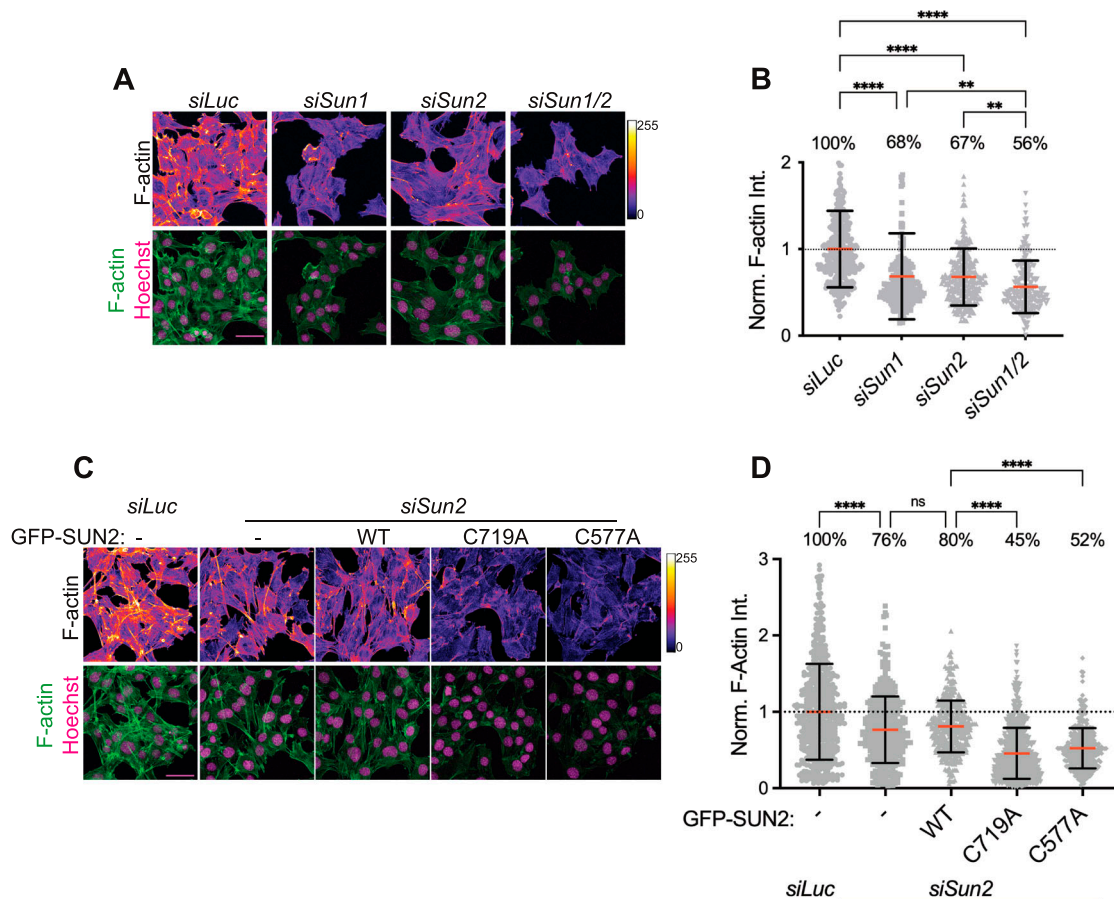 A
siLuc siSun1 siSun2 siSun1/2
F-actin
255
0
F-actin
Hoechst
B
****
****
**** **
**
100% 68% 67% 56%
Norm. F-actin Int.
2
1
0
siLuc siSun1 siSun2 siSun1/2
C
siLuc siSun2
GFP-SUN2: - - WT C719A C577A
F-actin
255
0
F-actin
Hoechst
D
****
**** ns ****
100% 76% 80% 45% 52%
Norm. F-Actin Int.
3
2
1
0
GFP-SUN2: - - WT C719A C577A
siLuc siSun2